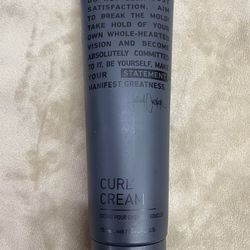 SATISFACTION. AIM
TO BREAK THE MOLD!
TAKE HOLD OF YOUR
OWN WHOLE-HEARTED
VISION AND BECOME
ABSOLUTELY COMMITTED
TO IT. BE YOURSELF, MAKE
YOUR STATEMENT
MANIFEST GREATNESS.
CURL
CREAM